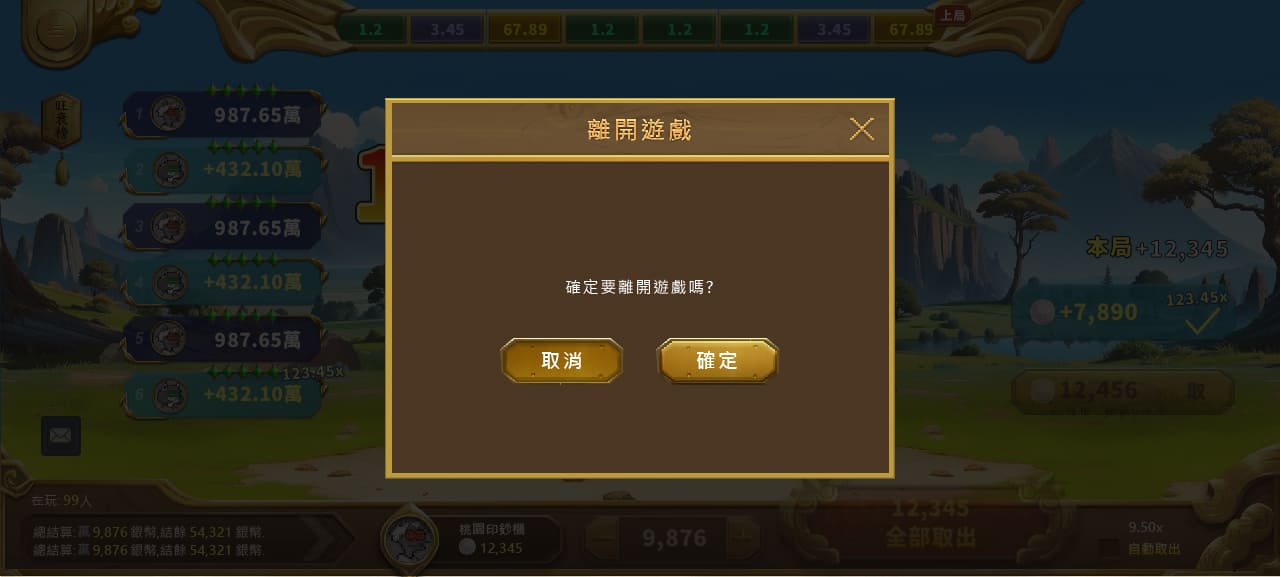 1.2 3.45 67.89 1.2 1.2 1.2 3.45 67.89 上局
旺衰榜
1 987.65萬
2 +432.10萬
3 987.65萬
4 +432.10萬
5 987.65萬
123.45x
6 +432.10萬
離開遊戲
確定要離開遊戲嗎?
取消 確定
本局+12,345
123.45x
+7,890
12,456 取
在玩: 99人
總結算: 贏 9,876 銀幣,結餘 54,321 銀幣.
總結算: 贏 9,876 銀幣,結餘 54,321 銀幣.
桃園印鈔機
12,345
9,876
12,345
全部取出
9.50x
自動取出